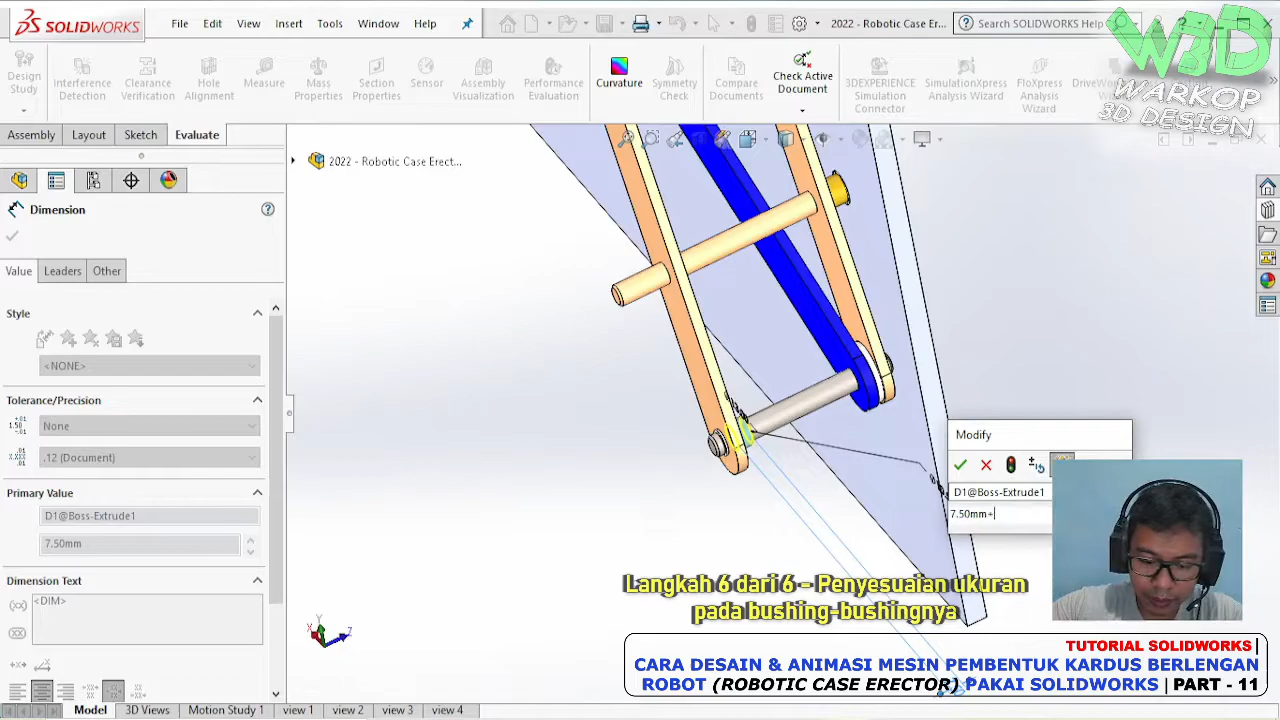 SOLIDWORKS
File Edit View Insert Tools Window Help
2022 - Robotic Case Er...
Search SOLIDWORKS Help
W3D
WARKOP
3D DESIGN
Design Study
Interference Detection
Clearance Verification
Hole Alignment
Measure
Mass Properties
Section Properties
Sensor
Assembly Visualization
Performance Evaluation
Curvature
Symmetry Check
Compare Documents
Check Active Document
3DEXPERIENCE Simulation Connector
SimulationXpress Analysis Wizard
FloXpress Analysis Wizard
Assembly Layout Sketch Evaluate
2022 - Robotic Case Erect...
Dimension
Value Leaders Other
Style
<NONE>
Tolerance/Precision
None
.12 (Document)
Primary Value
D1@Boss-Extrude1
7.50mm
Dimension Text
<DIM>
Modify
D1@Boss-Extrude1
7.50mm+
Langkah 6 dari 6 - Penyesuaian ukuran
pada bushing-bushingnya
TUTORIAL SOLIDWORKS |
CARA DESAIN & ANIMASI MESIN PEMBENTUK KARDUS BERLENGAN
ROBOT (ROBOTIC CASE ERECTOR) PAKAI SOLIDWORKS | PART - 11
Model 3D Views Motion Study 1 view 1 view 2 view 3 view 4